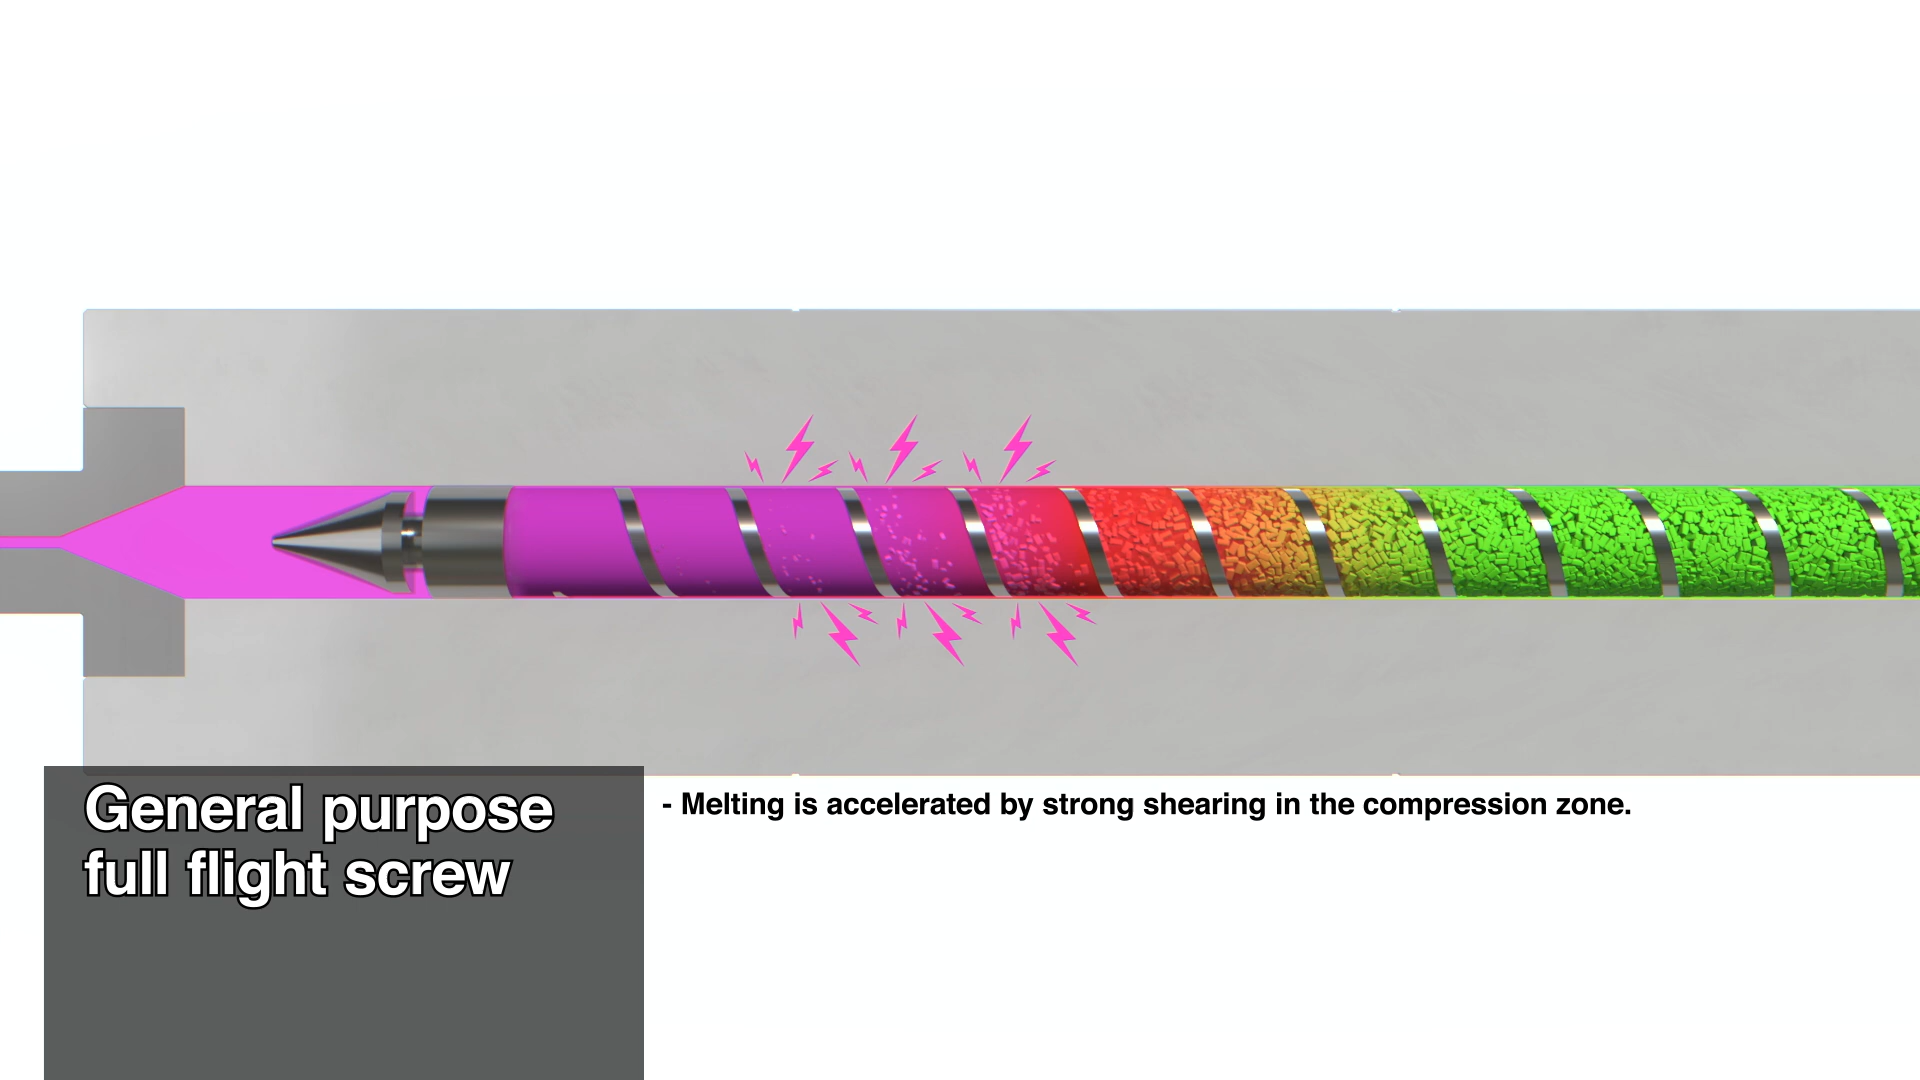 General purpose
full flight screw
- Melting is accelerated by strong shearing in the compression zone.